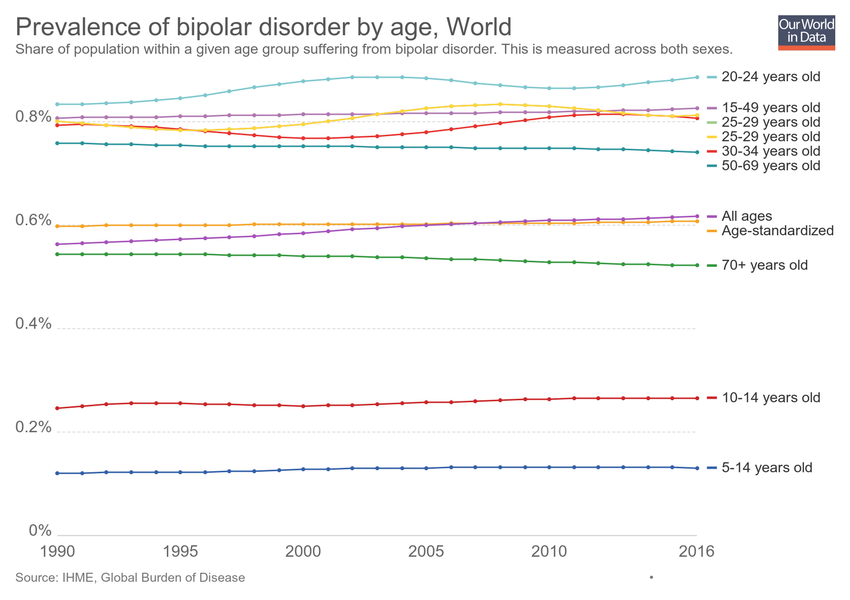 Prevalence of bipolar disorder by age, World
Our World
in Data
Share of population within a given age group suffering from bipolar disorder. This is measured across both sexes.
20-24 years old
15-49 years old
0.8%
25-29 years old
25-29 years old
30-34 years old
50-69 years old
0.6%
All ages
Age-standardized
70+ years old
0.4%
10-14 years old
0.2%
5-14 years old
0%
1990 1995 2000 2005 2010 2016
Source: IHME, Global Burden of Disease